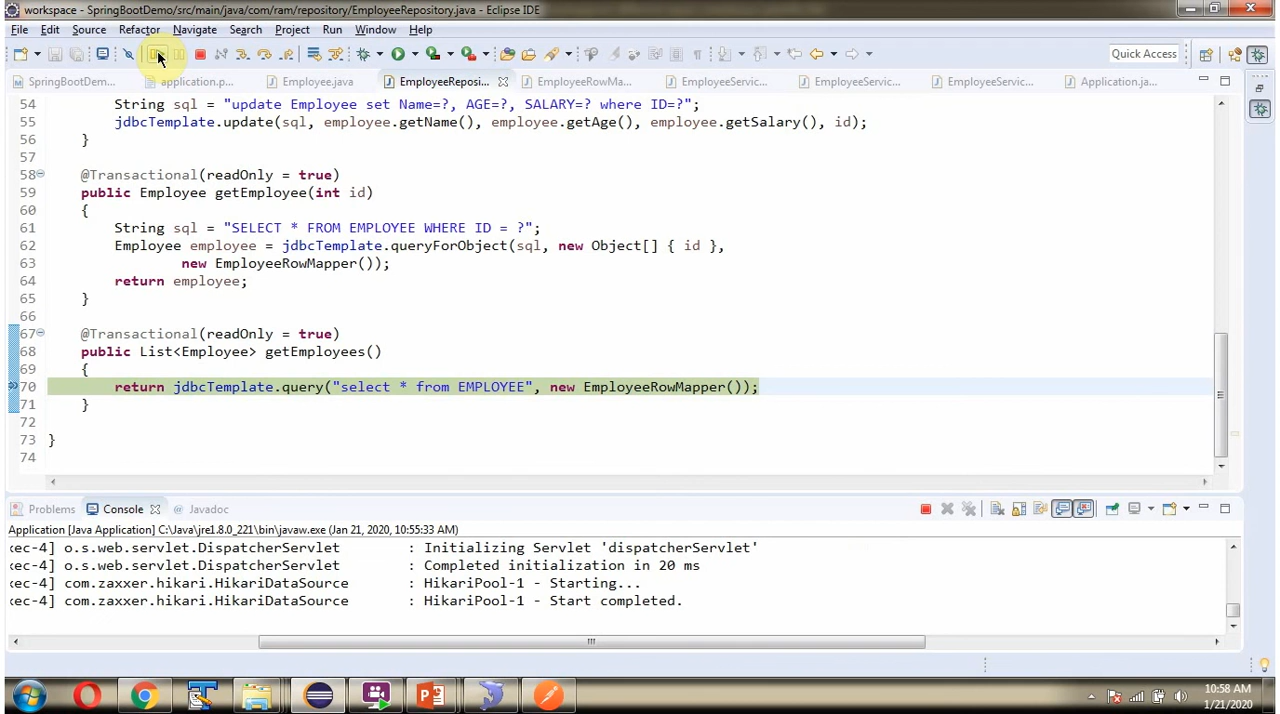 workspace - SpringBootDemo/src/main/java/com/ram/repository/EmployeeRepository.java - Eclipse IDE
File Edit Source Refactor Navigate Search Project Run Window Help
Quick Access
SpringBootDem... application.p... Employee.java EmployeeReposi... EmployeeRowMa... EmployeeServic... EmployeeServic... EmployeeServic... Application.ja...
54 String sql = "update Employee set Name=?, AGE=?, SALARY=? where ID=?";
55 jdbcTemplate.update(sql, employee.getName(), employee.getAge(), employee.getSalary(), id);
56 }
57
58 @Transactional(readOnly = true)
59 public Employee getEmployee(int id)
60 {
61 String sql = "SELECT * FROM EMPLOYEE WHERE ID = ?";
62 Employee employee = jdbcTemplate.queryForObject(sql, new Object[] { id },
63 new EmployeeRowMapper());
64 return employee;
65 }
66
67 @Transactional(readOnly = true)
68 public List<Employee> getEmployees()
69 {
70 return jdbcTemplate.query("select * from EMPLOYEE", new EmployeeRowMapper());
71 }
72
73 }
74
Problems Console @ Javadoc
Application [Java Application] C:\Java\jre1.8.0_221\bin\javaw.exe (Jan 21, 2020, 10:55:33 AM)
xec-4] o.s.web.servlet.DispatcherServlet : Initializing Servlet 'dispatcherServlet'
xec-4] o.s.web.servlet.DispatcherServlet : Completed initialization in 20 ms
xec-4] com.zaxxer.hikari.HikariDataSource : HikariPool-1 - Starting...
xec-4] com.zaxxer.hikari.HikariDataSource : HikariPool-1 - Start completed.
10:58 AM
1/21/2020